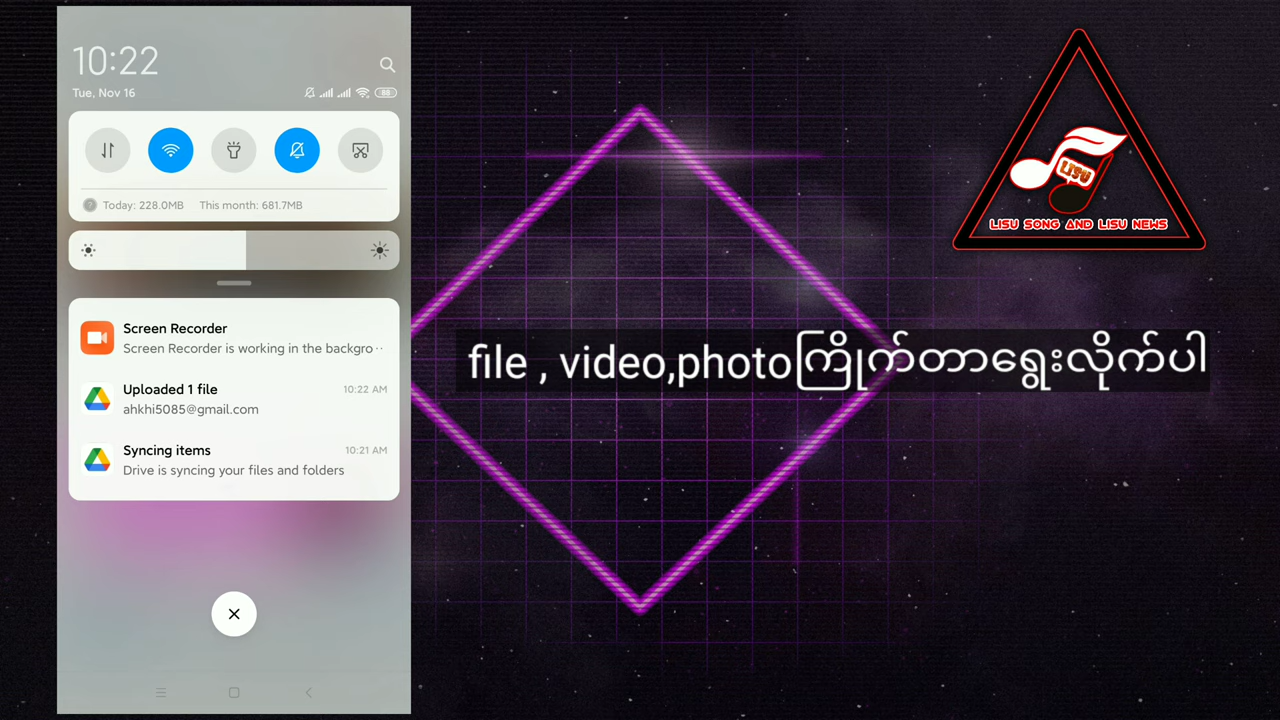 10:22
Tue, Nov 16
88
Today: 228.0MB This month: 681.7MB
Screen Recorder
Screen Recorder is working in the backgro ··
Uploaded 1 file 10:22 AM
ahkhi5085@gmail.com
Syncing items 10:21 AM
Drive is syncing your files and folders
file , video,photoကြိုက်တာရွေးလိုက်ပါ
LISU
LISU SONG AND LISU NEWS